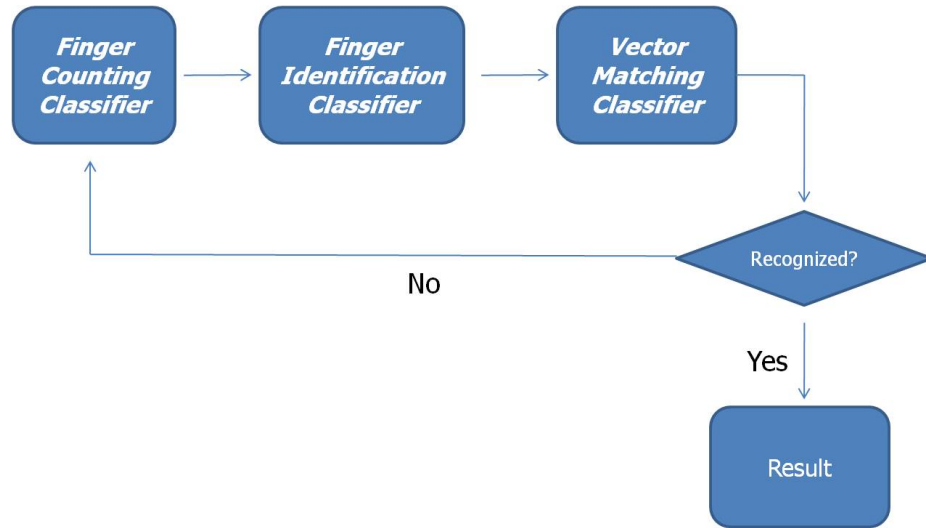 Finger
Counting
Classifier
Finger
Identification
Classifier
Vector
Matching
Classifier
Recognized?
No
Yes
Result